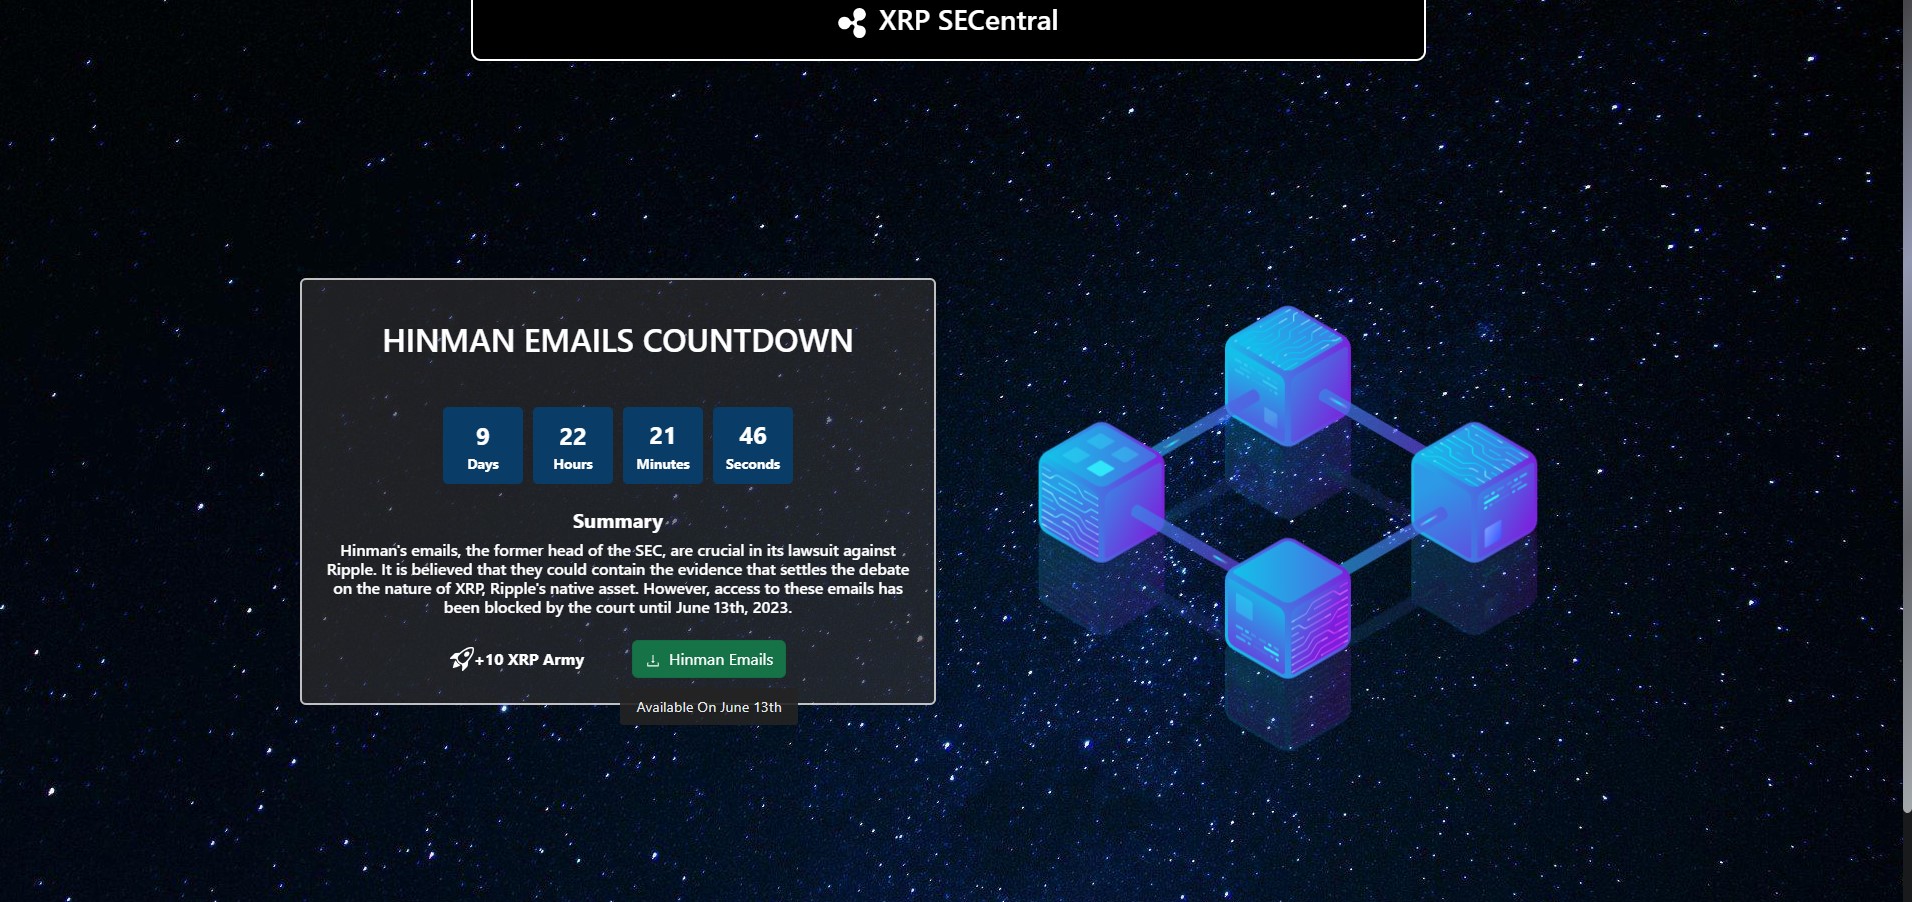 XRP SECentral
HINMAN EMAILS COUNTDOWN
9 22 21 46
Days Hours Minutes Seconds
Summary
Hinman's emails, the former head of the SEC, are crucial in its lawsuit against
Ripple. It is believed that they could contain the evidence that settles the debate
on the nature of XRP, Ripple's native asset. However, access to these emails has
been blocked by the court until June 13th, 2023.
+10 XRP Army Hinman Emails
Available On June 13th